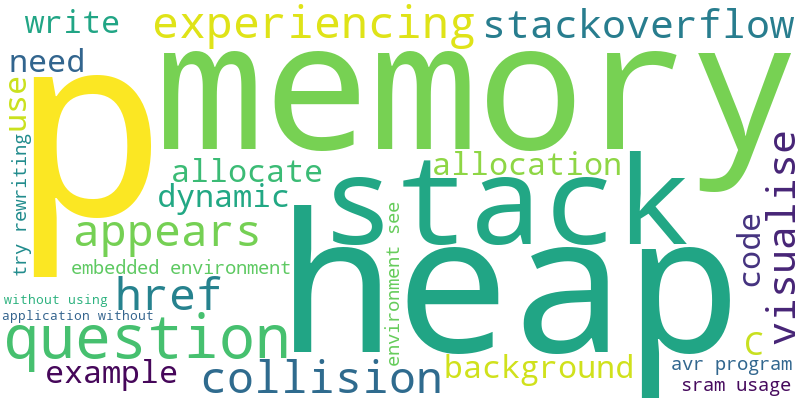 write
experiencing
stackoverflow
need
p
memory
use
try rewriting
allocate
allocation
dynamic
stack
appears
heap
visualise
code
embedded environment
environment see
without using
href
application without
question
c
example
collision
background
avr program
sram usage